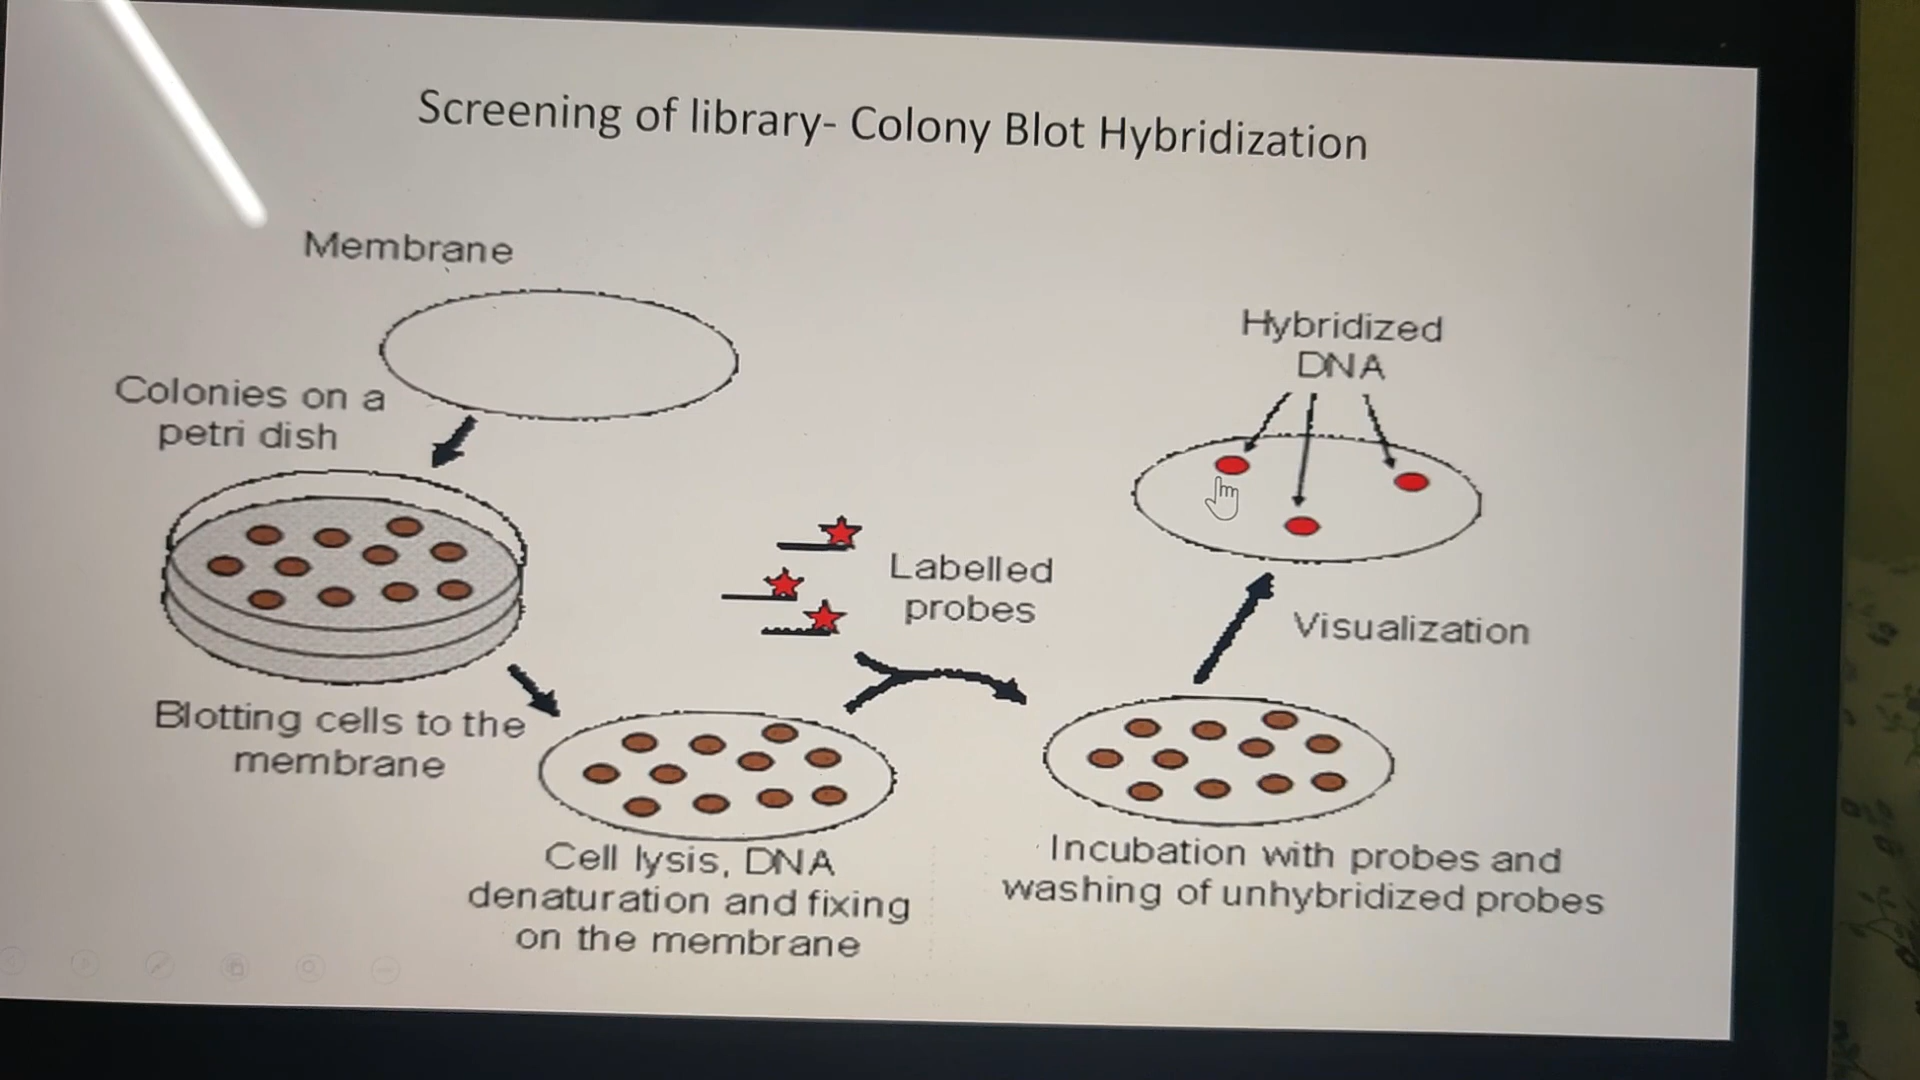 Screening of library- Colony Blot Hybridization
Membrane
Colonies on a
petri dish
Blotting cells to the
membrane
Cell lysis, DNA
denaturation and fixing
on the membrane
Labelled
probes
Incubation with probes and
washing of unhybridized probes
Visualization
Hybridized
DNA